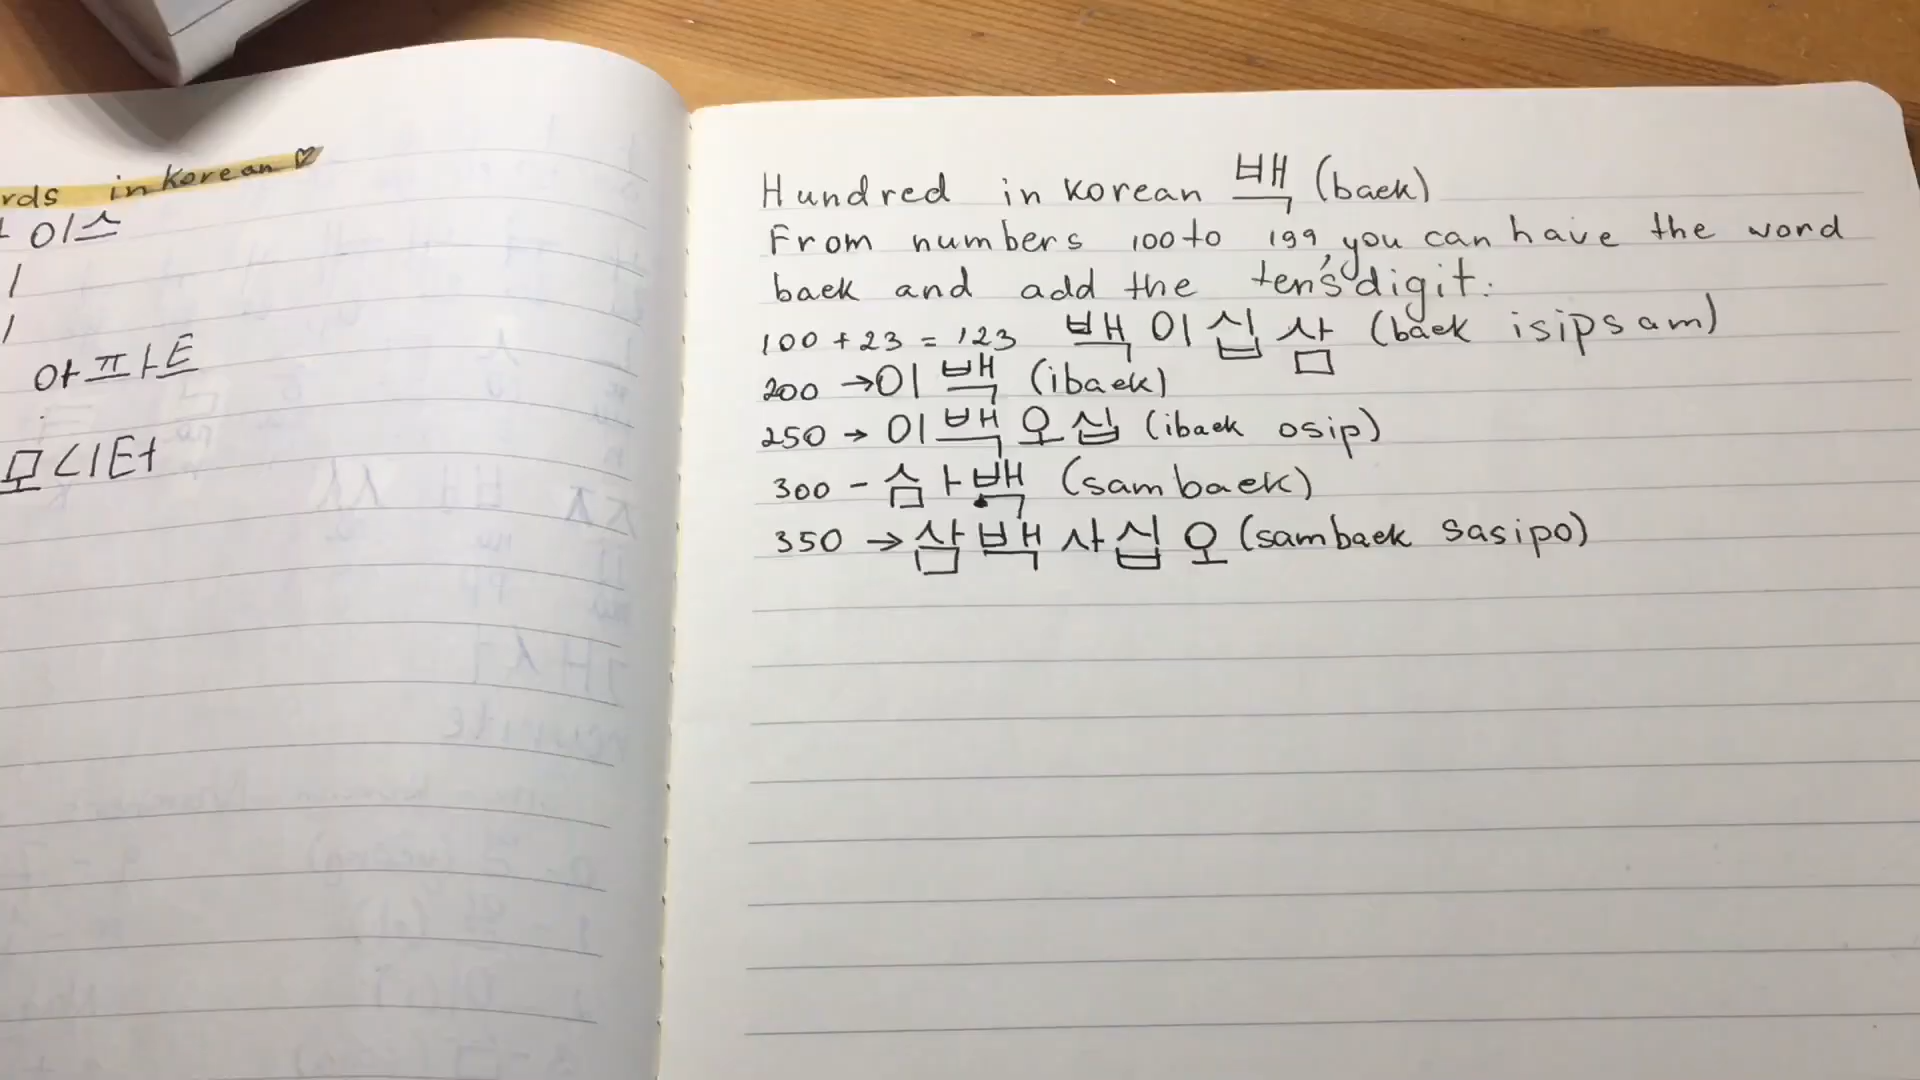 rds in Korean
이스
아파트
모니터
Hundred in korean 백 (baek)
From numbers 100 to 199, you can have the word
baek and add the ten's digit.
100 + 23 = 123 백 이 십 삼 (baek isipsam)
200 → 이 백 (ibaek)
250 → 이 백 오 십 (ibaek osip)
300 - 슴ㅏ백 (sambaek)
350 → 삼 백 사 십 오 (sambaek sasipo)